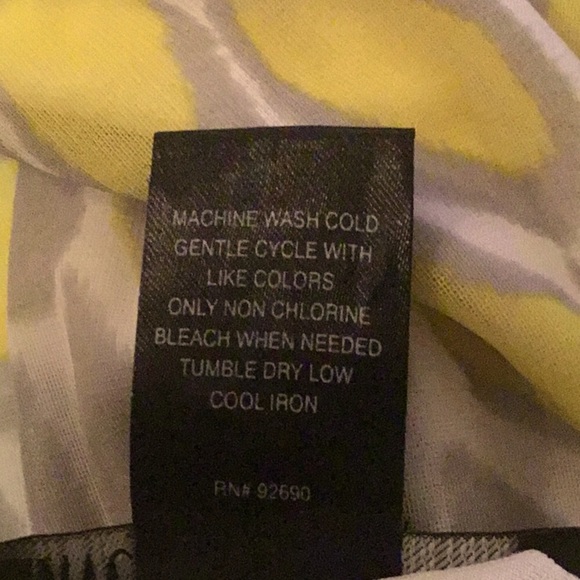 MACHINE WASH COLD
GENTLE CYCLE WITH
LIKE COLORS
ONLY NON CHLORINE
BLEACH WHEN NEEDED
TUMBLE DRY LOW
COOL IRON
RN# 92690